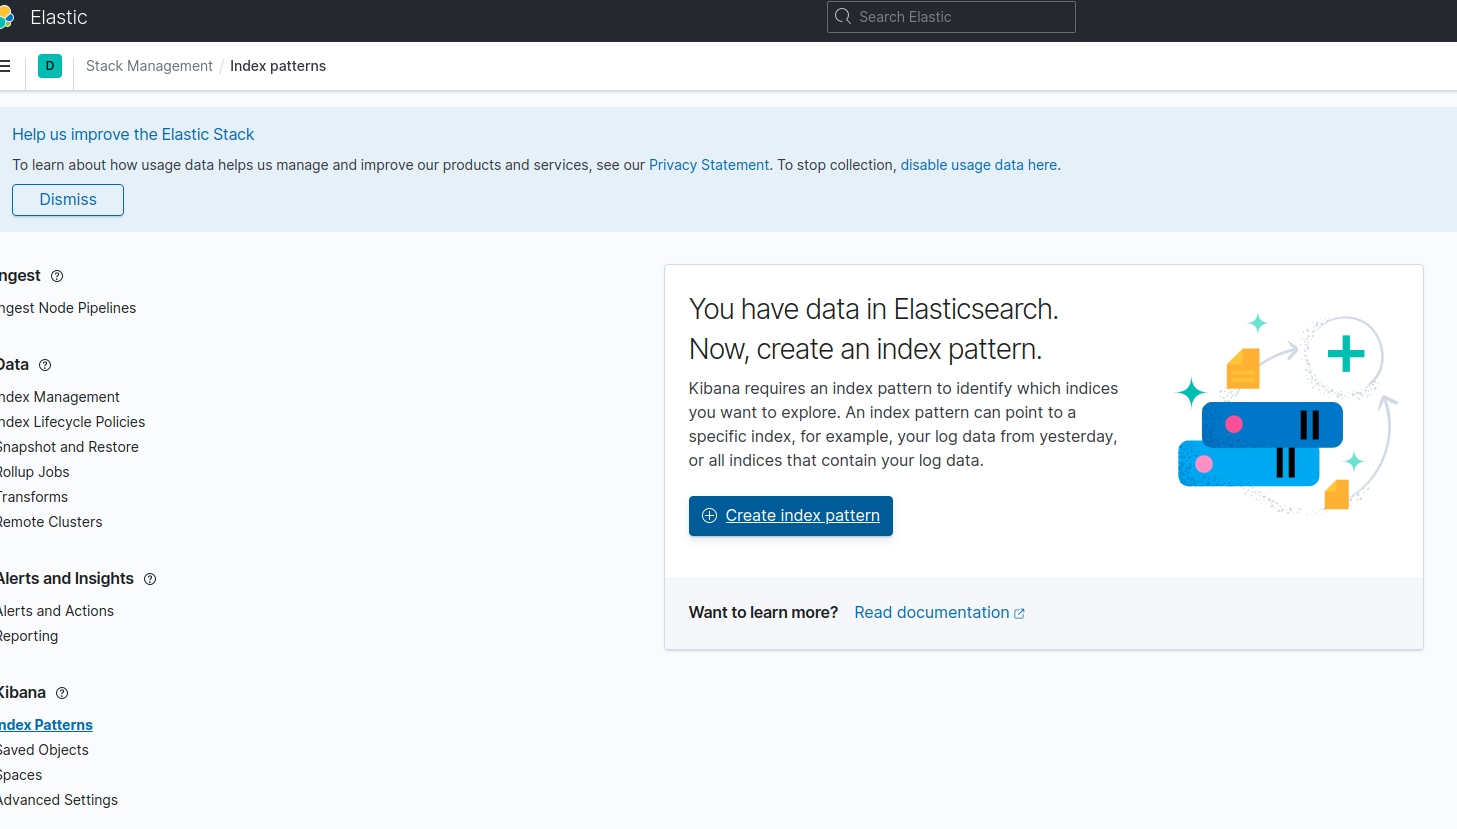 Elastic
Search Elastic
D
Stack Management / Index patterns
Help us improve the Elastic Stack
To learn about how usage data helps us manage and improve our products and services, see our Privacy Statement. To stop collection, disable usage data here.
Dismiss
ngest
ngest Node Pipelines
Data
ndex Management
ndex Lifecycle Policies
Snapshot and Restore
Rollup Jobs
Transforms
Remote Clusters
Alerts and Insights
Alerts and Actions
Reporting
Kibana
ndex Patterns
Saved Objects
Spaces
Advanced Settings
You have data in Elasticsearch.
Now, create an index pattern.
Kibana requires an index pattern to identify which indices
you want to explore. An index pattern can point to a
specific index, for example, your log data from yesterday,
or all indices that contain your log data.
Create index pattern
Want to learn more? Read documentation